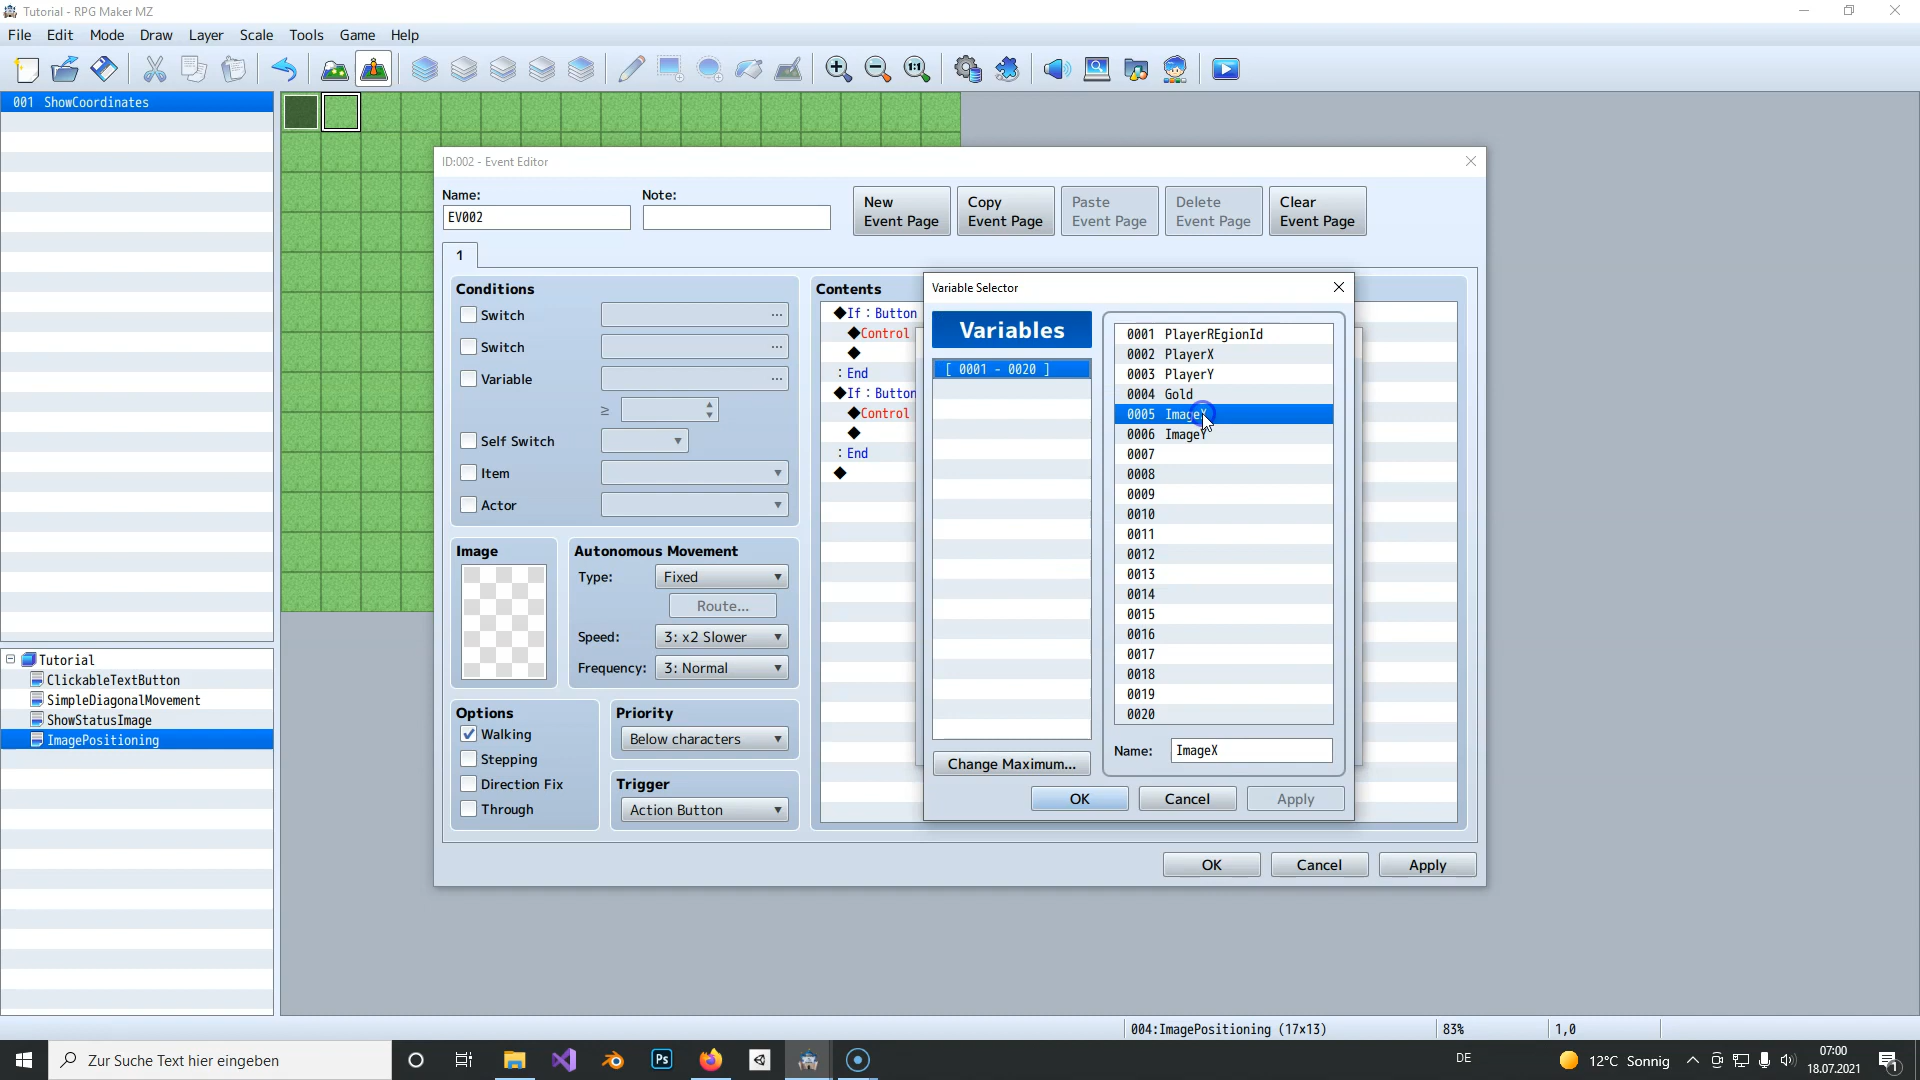 Tutorial - RPG Maker MZ
File Edit Mode Draw Layer Scale Tools Game Help
001 ShowCoordinates
ID:002 - Event Editor
Name:
EV002
Note:
New Event Page
Copy Event Page
Paste Event Page
Delete Event Page
Clear Event Page
1
Conditions
Switch ...
Switch ...
Variable ...
≥
Self Switch
Item
Actor
Image
Autonomous Movement
Type: Fixed
Route...
Speed: 3: x2 Slower
Frequency: 3: Normal
Options
Walking
Stepping
Direction Fix
Through
Priority
Below characters
Trigger
Action Button
Contents
◆If : Button
◆Control
◆
: End
◆If : Button
◆Control
◆
: End
◆
OK Cancel Apply
Variable Selector
Variables
[ 0001 - 0020 ]
Change Maximum...
0001 PlayerREgionId
0002 PlayerX
0003 PlayerY
0004 Gold
0005 ImageX
0006 ImageY
0007
0008
0009
0010
0011
0012
0013
0014
0015
0016
0017
0018
0019
0020
Name: ImageX
OK Cancel Apply
Tutorial
ClickableTextButton
SimpleDiagonalMovement
ShowStatusImage
ImagePositioning
004:ImagePositioning (17x13) 83% 1,0
Zur Suche Text hier eingeben
Ps
DE
12°C Sonnig
07:00
18.07.2021
1